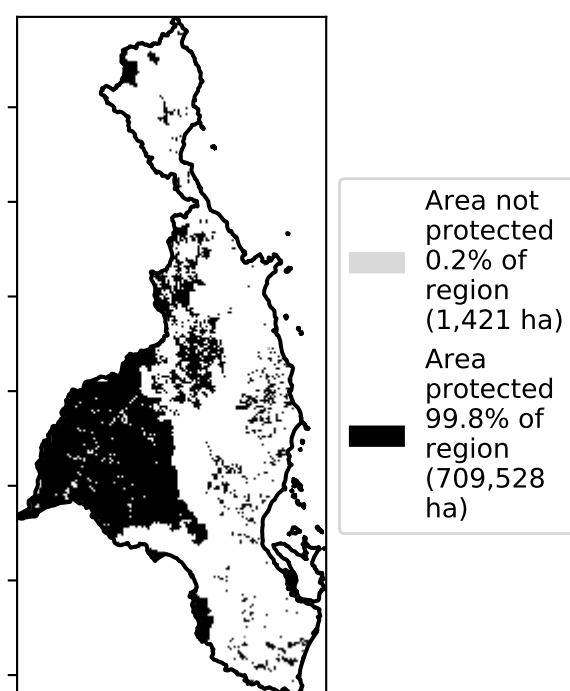 Area not
protected
0.2% of
region
(1,421 ha)
Area
protected
99.8% of
region
(709,528
ha)